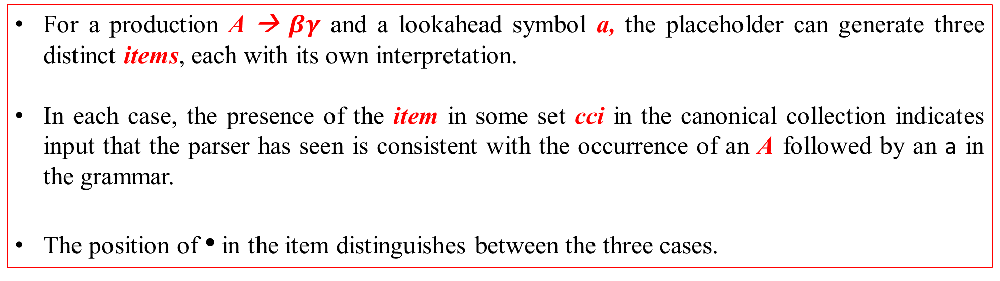 • For a production A → βγ and a lookahead symbol a, the placeholder can generate three
distinct items, each with its own interpretation.
• In each case, the presence of the item in some set cci in the canonical collection indicates
input that the parser has seen is consistent with the occurrence of an A followed by an a in
the grammar.
• The position of • in the item distinguishes between the three cases.